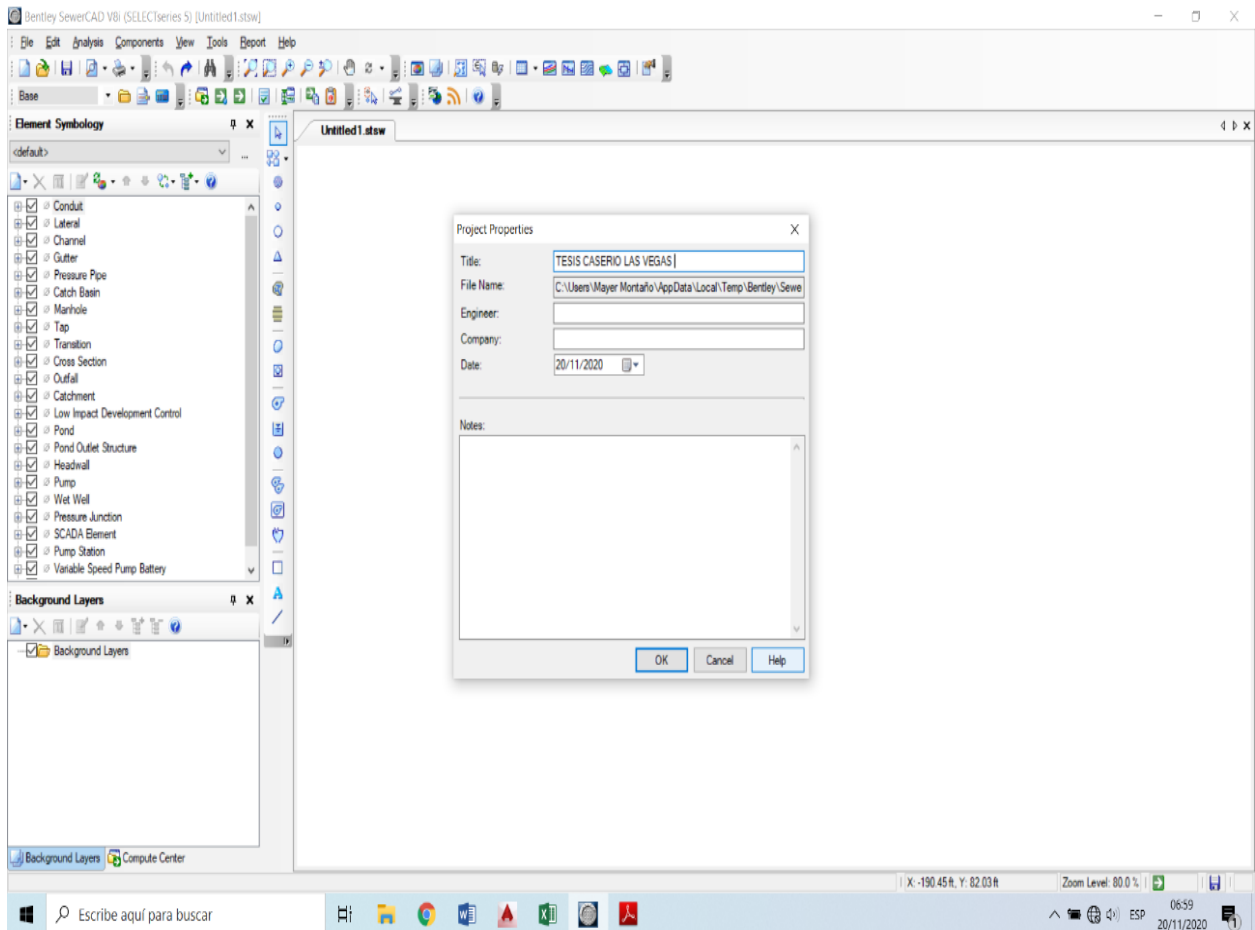 Bentley SewerCAD V8i (SELECTseries 5) [Untitled1.stsw]
File Edit Analysis Components View Tools Report Help
Base
Element Symbology
<default>
...
Conduit
Lateral
Channel
Gutter
Pressure Pipe
Catch Basin
Manhole
Tap
Transition
Cross Section
Outfall
Catchment
Low Impact Development Control
Pond
Pond Outlet Structure
Headwall
Pump
Wet Well
Pressure Junction
SCADA Element
Pump Station
Variable Speed Pump Battery
Background Layers
Background Layers
Background Layers Compute Center
Untitled1.stsw
Project Properties
Title: TESIS CASERIO LAS VEGAS
File Name: C:\Users\Mayer Montaño\AppData\Local\Temp\Bentley\Sewe
Engineer:
Company:
Date: 20/11/2020
Notes:
OK Cancel Help
X: -190.45 ft, Y: 82.03 ft Zoom Level: 80.0 %
Escribe aquí para buscar
ESP
06:59
20/11/2020
1